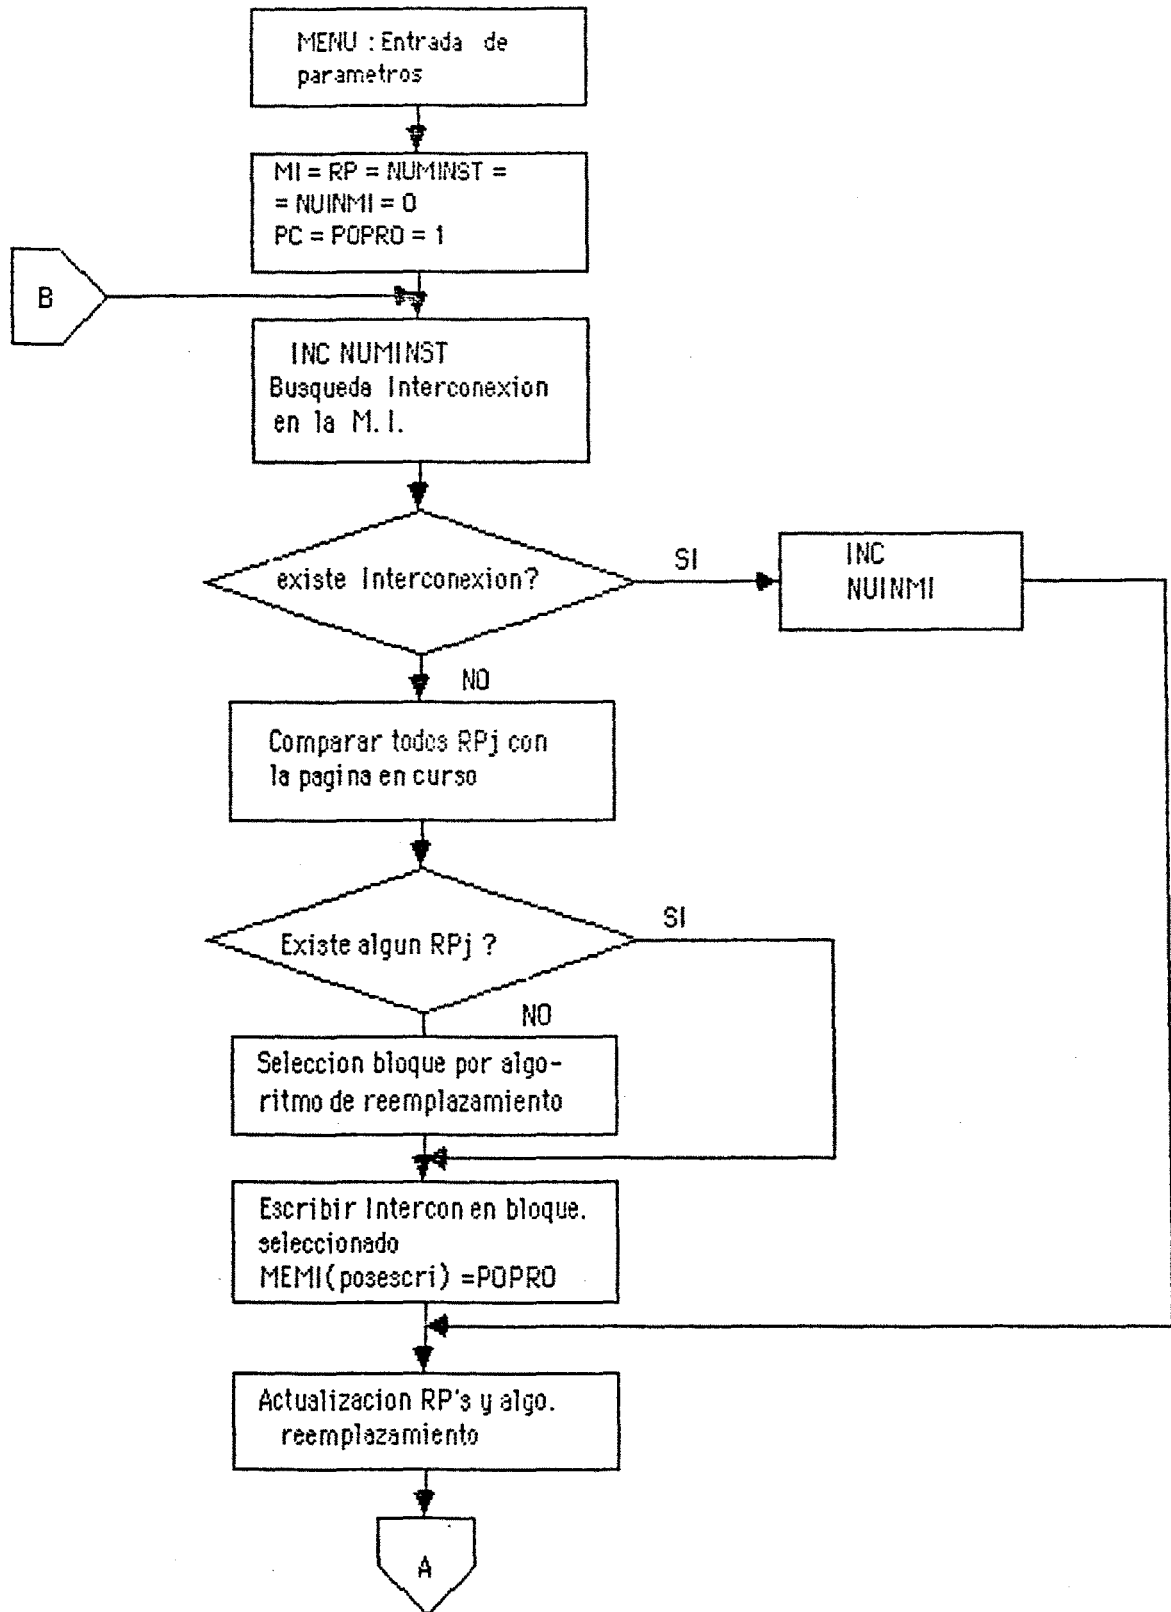 MENU : Entrada de
parametros
MI = RP = NUMINST =
= NUINMI = 0
PC = POPRO = 1
B
INC NUMINST
Busqueda Interconexion
en la M.I.
existe Interconexion?
SI
INC
NUINMI
NO
Comparar todos RPj con
la pagina en curso
Existe algun RPj ?
SI
NO
Seleccion bloque por algo-
ritmo de reemplazamiento
Escribir Intercon en bloque.
seleccionado
MEMI(posescri) =POPRO
Actualizacion RP's y algo.
reemplazamiento
A